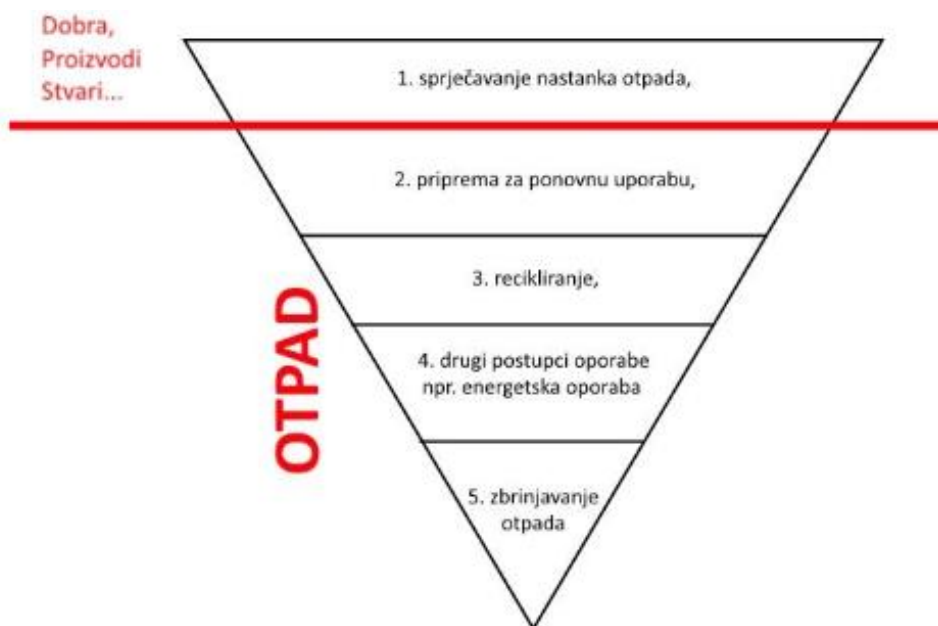 Dobra,
Proizvodi
Stvari...
1. sprječavanje nastanka otpada,
2. priprema za ponovnu uporabu,
3. recikliranje,
OTPAD
4. drugi postupci oporabe
npr. energetska oporaba
5. zbrinjavanje
otpada